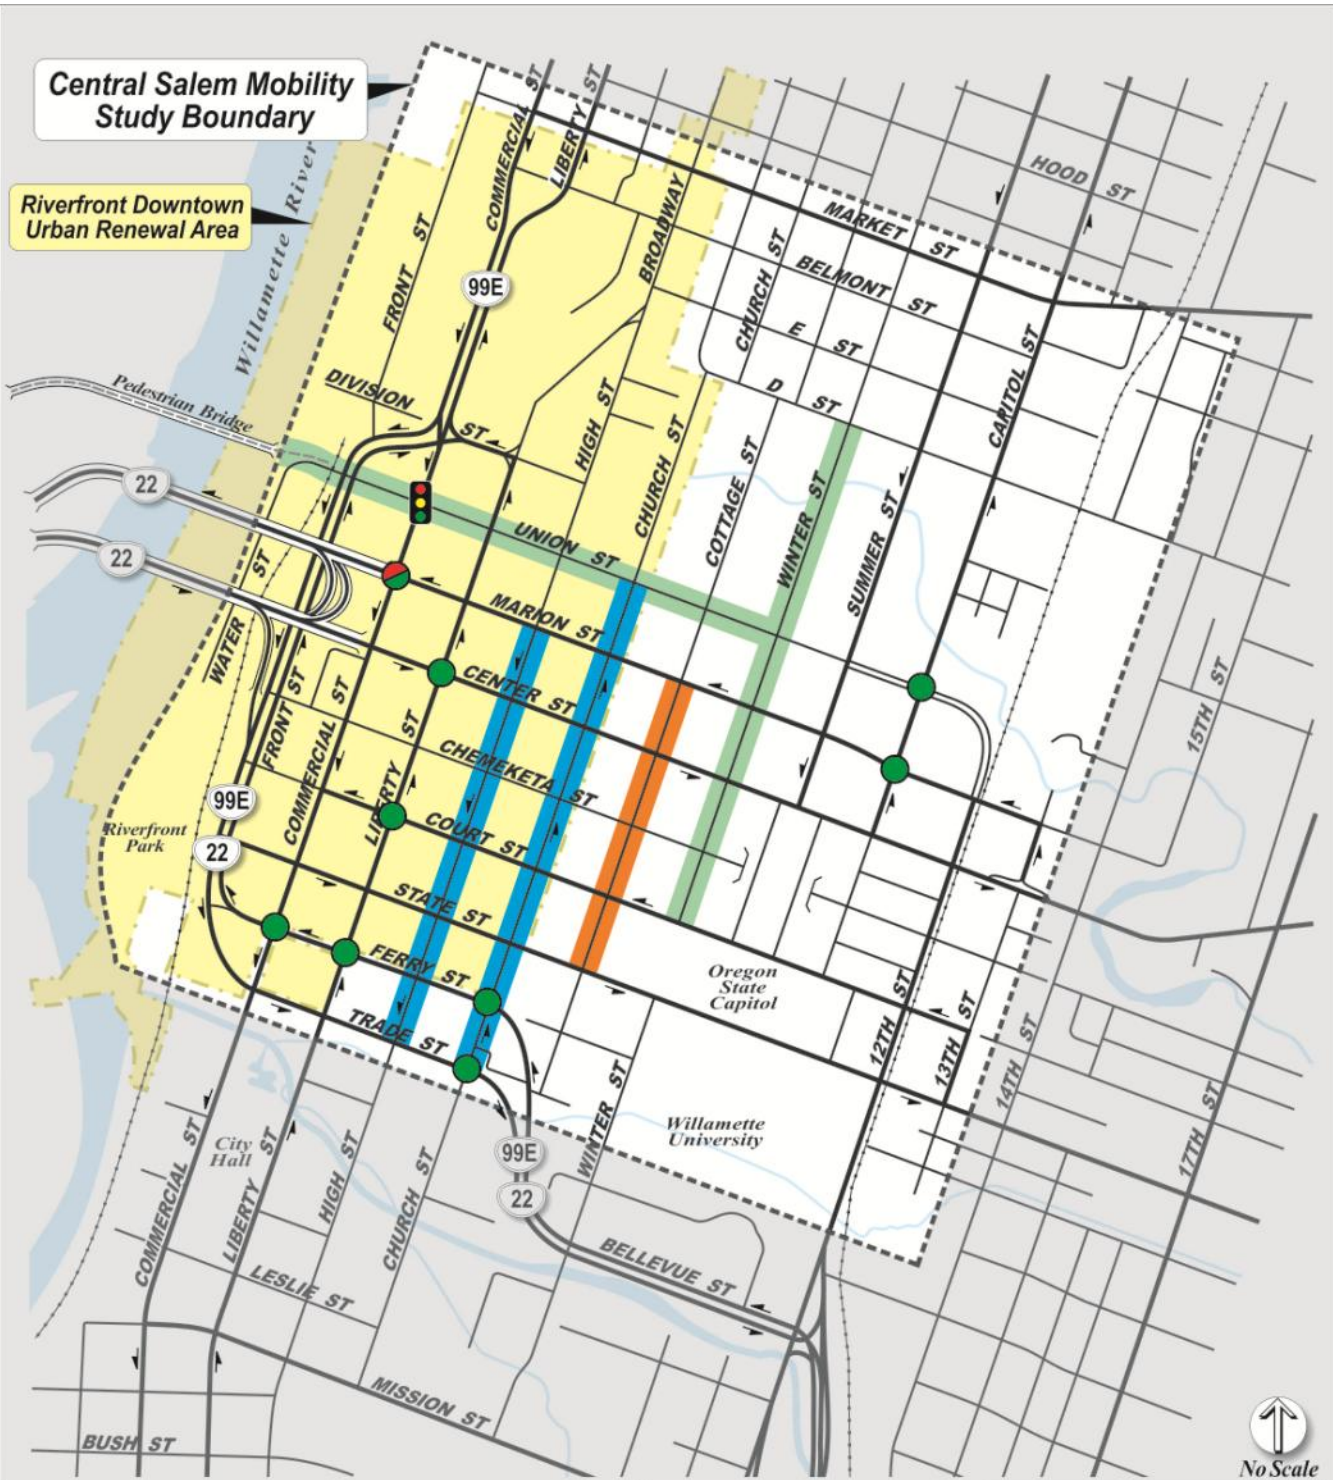 Central Salem Mobility
Study Boundary
Riverfront Downtown
Urban Renewal Area
Willamette River
COMMERCIAL ST
LIBERTY ST
BROADWAY
FRONT ST
99E
HOOD ST
MARKET ST
BELMONT ST
CHURCH ST
E ST
D ST
CAPITOL ST
Pedestrian Bridge
DIVISION ST
HIGH ST
CHURCH ST
COTTAGE ST
WINTER ST
SUMMER ST
22
22
UNION ST
MARION ST
WATER ST
CENTER ST
FRONT ST
COMMERCIAL ST
LIBERTY ST
CHEMEKETA ST
15TH ST
99E
22
Riverfront
Park
COURT ST
STATE ST
FERRY ST
TRADE ST
Oregon
State
Capitol
12TH ST
13TH ST
14TH ST
17TH ST
Willamette
University
WINTER ST
City
Hall
99E
22
COMMERCIAL ST
LIBERTY ST
HIGH ST
CHURCH ST
BELLEVUE ST
LESLIE ST
MISSION ST
BUSH ST
No Scale